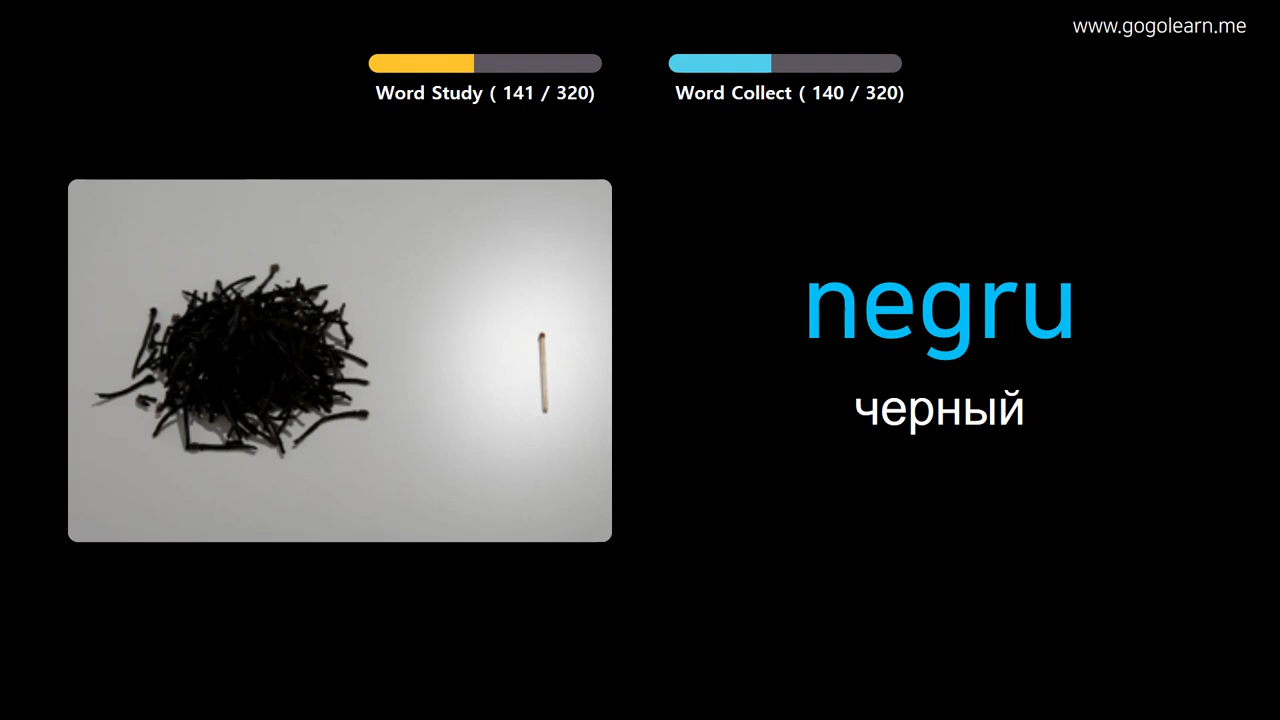 www.gogolearn.me
Word Study ( 141 / 320)
Word Collect ( 140 / 320)
negru
черный